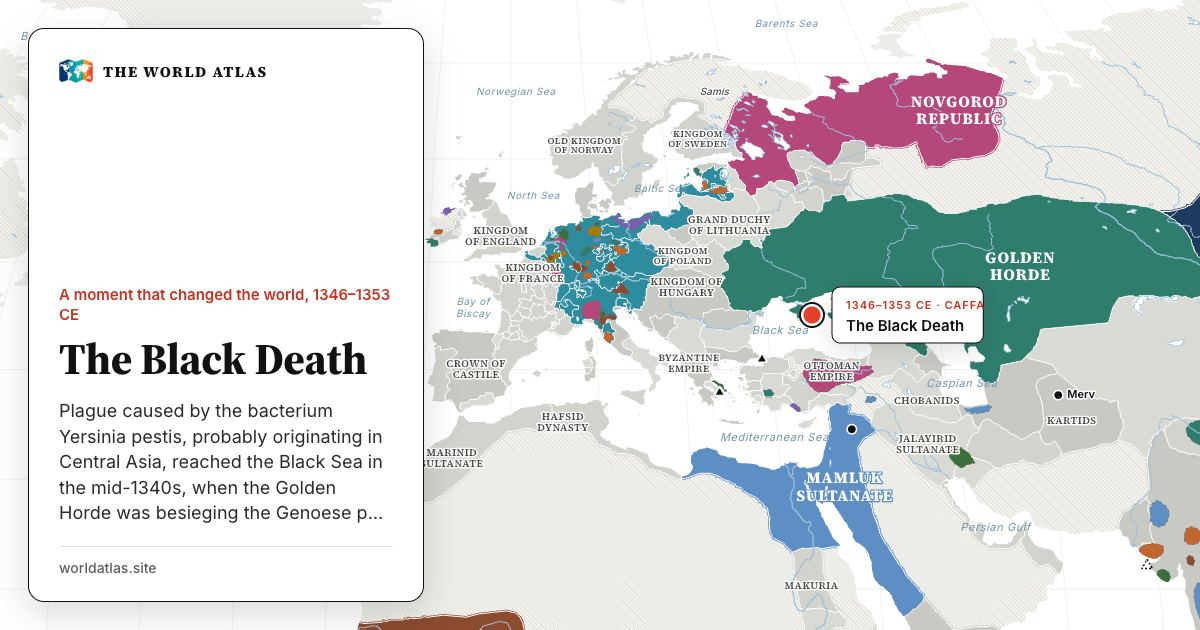 THE WORLD ATLAS
A moment that changed the world, 1346–1353
CE
The Black Death
Plague caused by the bacterium
Yersinia pestis, probably originating in
Central Asia, reached the Black Sea in
the mid-1340s, when the Golden
Horde was besieging the Genoese p...
worldatlas.site
Barents Sea
Norwegian Sea
Samis
NOVGOROD
REPUBLIC
OLD KINGDOM
OF NORWAY
KINGDOM
OF SWEDEN
North Sea
Baltic Se
KINGDOM
OF ENGLAND
GRAND DUCHY
OF LITHUANIA
KINGDOM
OF POLAND
GOLDEN
HORDE
KINGDOM
OF FRANCE
KINGDOM OF
HUNGARY
Bay of
Biscay
1346–1353 CE · CAFFA
The Black Death
Black Sea
CROWN OF
CASTILE
BYZANTINE
EMPIRE
OTTOMAN
EMPIRE
Caspian Sea
CHOBANIDS
Merv
KARTIDS
HAFSID
DYNASTY
Mediterranean Sea
JALAYIRID
SULTANATE
MARINID
SULTANATE
MAMLUK
SULTANATE
Persian Gulf
MAKURIA